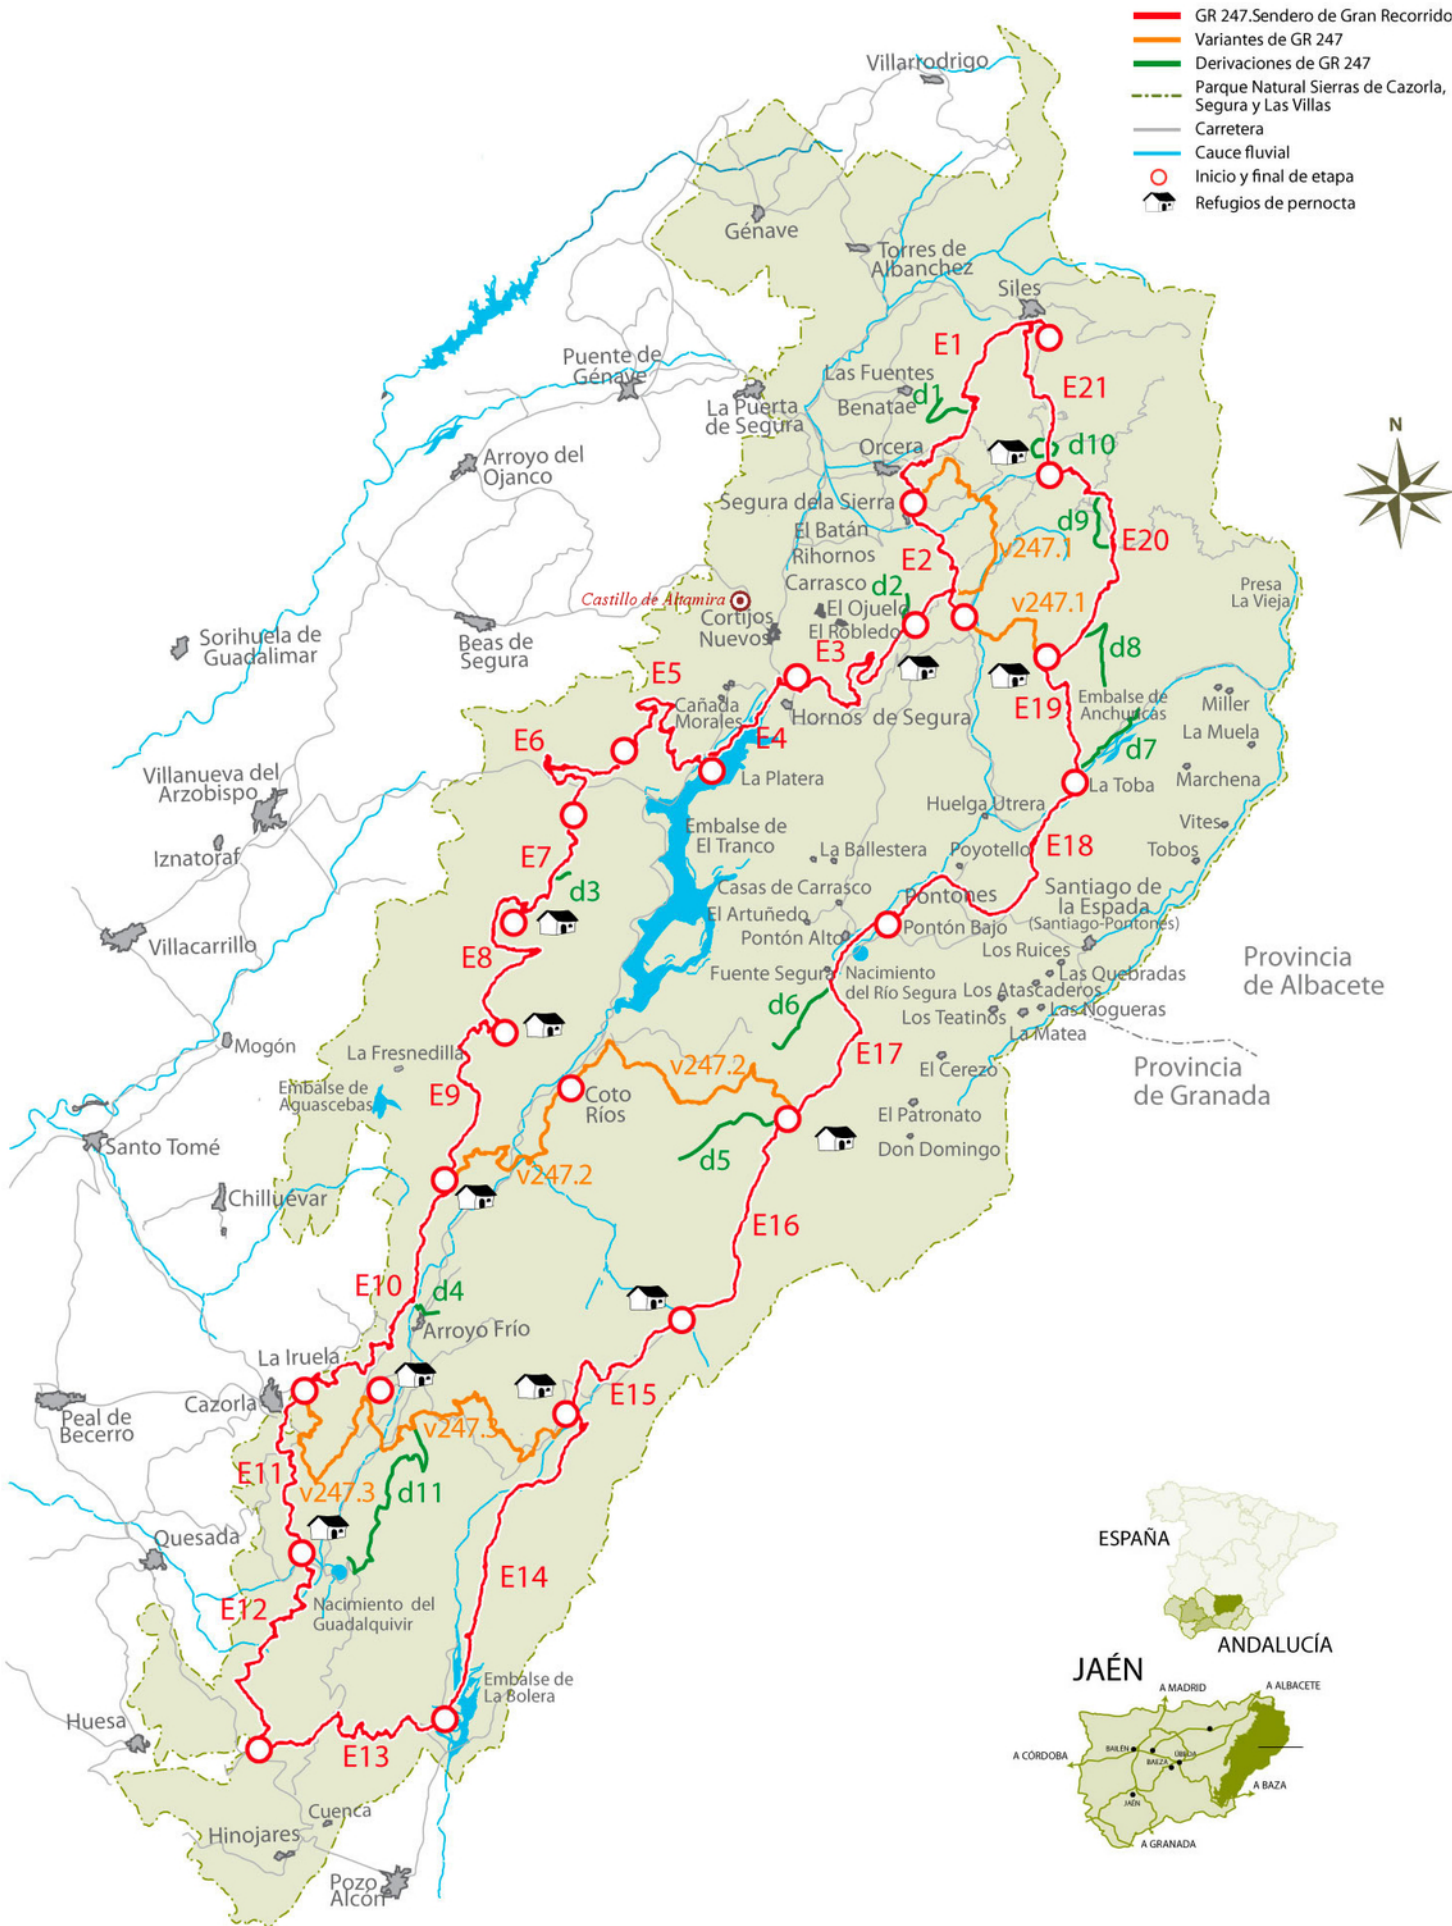 GR 247.Sendero de Gran Recorrido
Variantes de GR 247
Derivaciones de GR 247
Parque Natural Sierras de Cazorla,
Segura y Las Villas
Carretera
Cauce fluvial
Inicio y final de etapa
Refugios de pernocta
Villarrodrigo
Génave
Torres de
Albanchez
Siles
E1
E21
Puente de
Génave
Las Fuentes
d1
Benatae
La Puerta
de Segura
Orcera
d10
N
Arroyo del
Ojanco
Segura dela Sierra
d9
El Batán
E20
Rihornos
E2
v247.1
Carrasco
d2
Castillo de Altamira
Presa
La Vieja
v247.1
El Ojuelo
Cortijos
Nuevos
El Robledo
Sorihuela de
Guadalimar
Beas de
Segura
E3
d8
E5
Cañada
Morales
Hornos de Segura
E19
Embalse de
Anchuricas
Miller
La Muela
E4
E6
d7
Villanueva del
Arzobispo
La Platera
La Toba
Marchena
Huelga Utrera
Vites
Embalse de
El Tranco
Iznatoraf
E7
La Ballestera
Poyotello
E18
Tobos
d3
Casas de Carrasco
Pontones
Santiago de
la Espada
(Santiago-Pontones)
El Artuñedo
Pontón Alto
Pontón Bajo
Villacarrillo
E8
Los Ruices
Provincia
de Albacete
Fuente Segura
Nacimiento
del Río Segura
Las Quebradas
Los Atascaderos
d6
Las Nogueras
Los Teatinos
La Matea
Mogón
La Fresnedilla
E17
v247.2
El Cerezo
Provincia
de Granada
Embalse de
Aguascebas
E9
Coto
Ríos
El Patronato
Santo Tomé
d5
Don Domingo
v247.2
Chilluévar
E16
E10
d4
Arroyo Frío
La Iruela
Cazorla
E15
Peal de
Becerro
v247.3
E11
v247.3
d11
Quesada
ESPAÑA
E14
E12
Nacimiento del
Guadalquivir
ANDALUCÍA
JAÉN
Embalse de
La Bolera
A MADRID
A ALBACETE
Huesa
E13
A CÓRDOBA
BAILÉN
BAEZA
ÚBEDA
A BAZA
JAÉN
Cuenca
Hinojares
A GRANADA
Pozo
Alcón